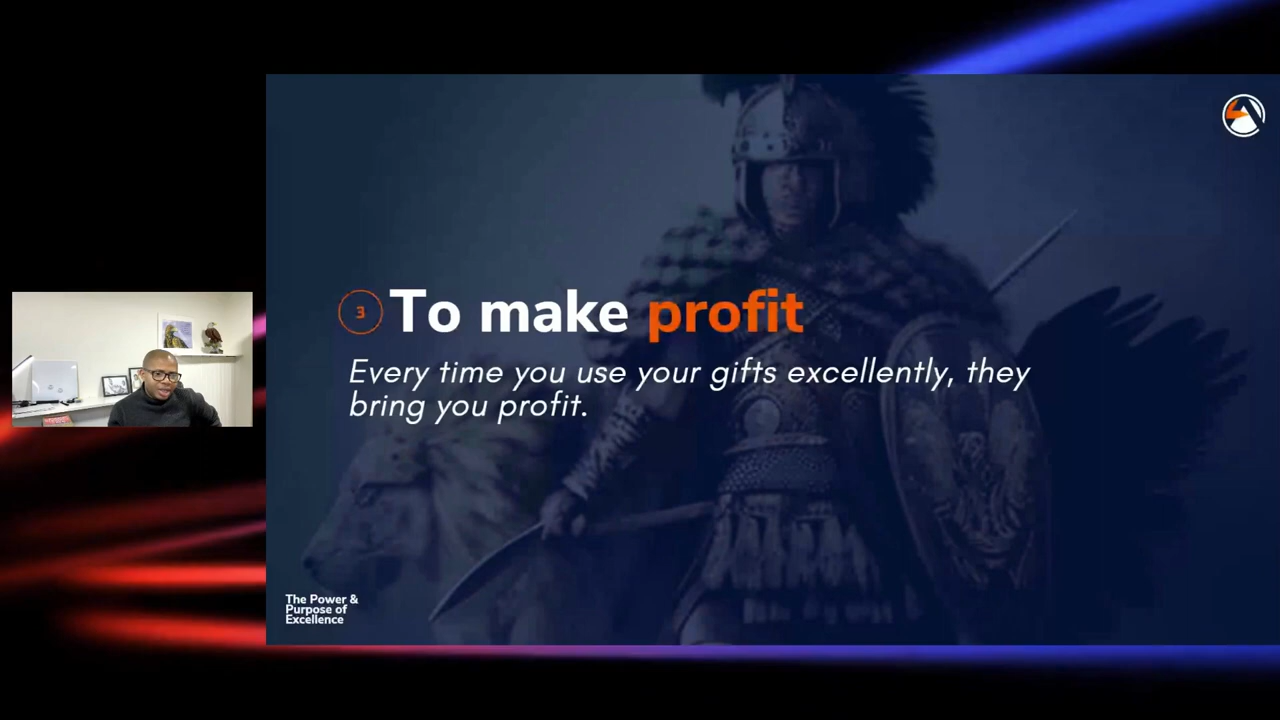 3 To make profit
Every time you use your gifts excellently, they
bring you profit.
The Power &
Purpose of
Excellence